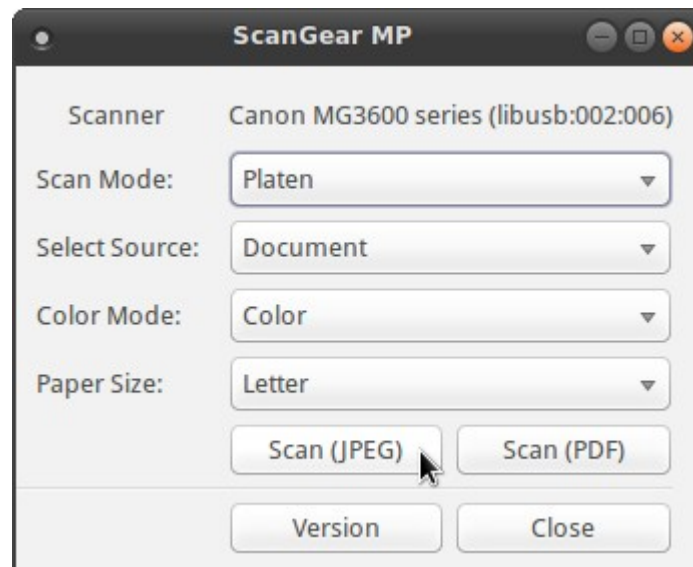 ScanGear MP
Scanner Canon MG3600 series (libusb:002:006)
Scan Mode: Platen
Select Source: Document
Color Mode: Color
Paper Size: Letter
Scan (JPEG) Scan (PDF)
Version Close